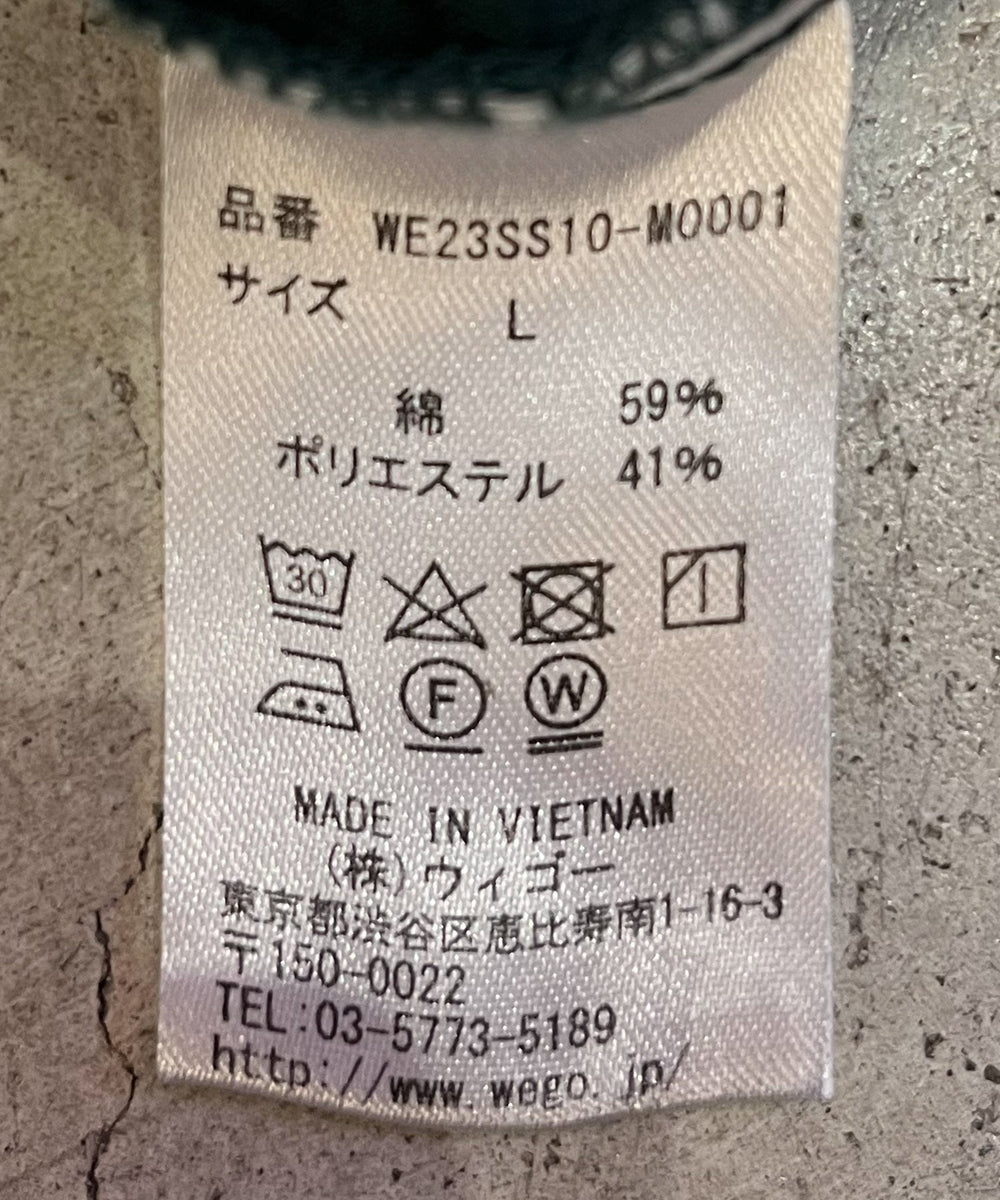 品番 WE23SS10-M0001
サイズ L
綿 59%
ポリエステル 41%
30
F W
MADE IN VIETNAM
(株)ウィゴー
東京都渋谷区恵比寿南1-16-3
〒150-0022
TEL:03-5773-5189
http://www.wego.jp/